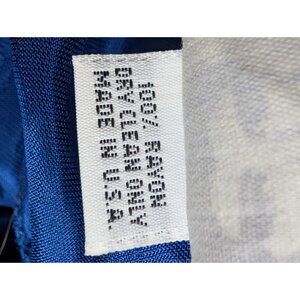 100% RAYON
DRY CLEAN ONLY
MADE IN U.S.A.